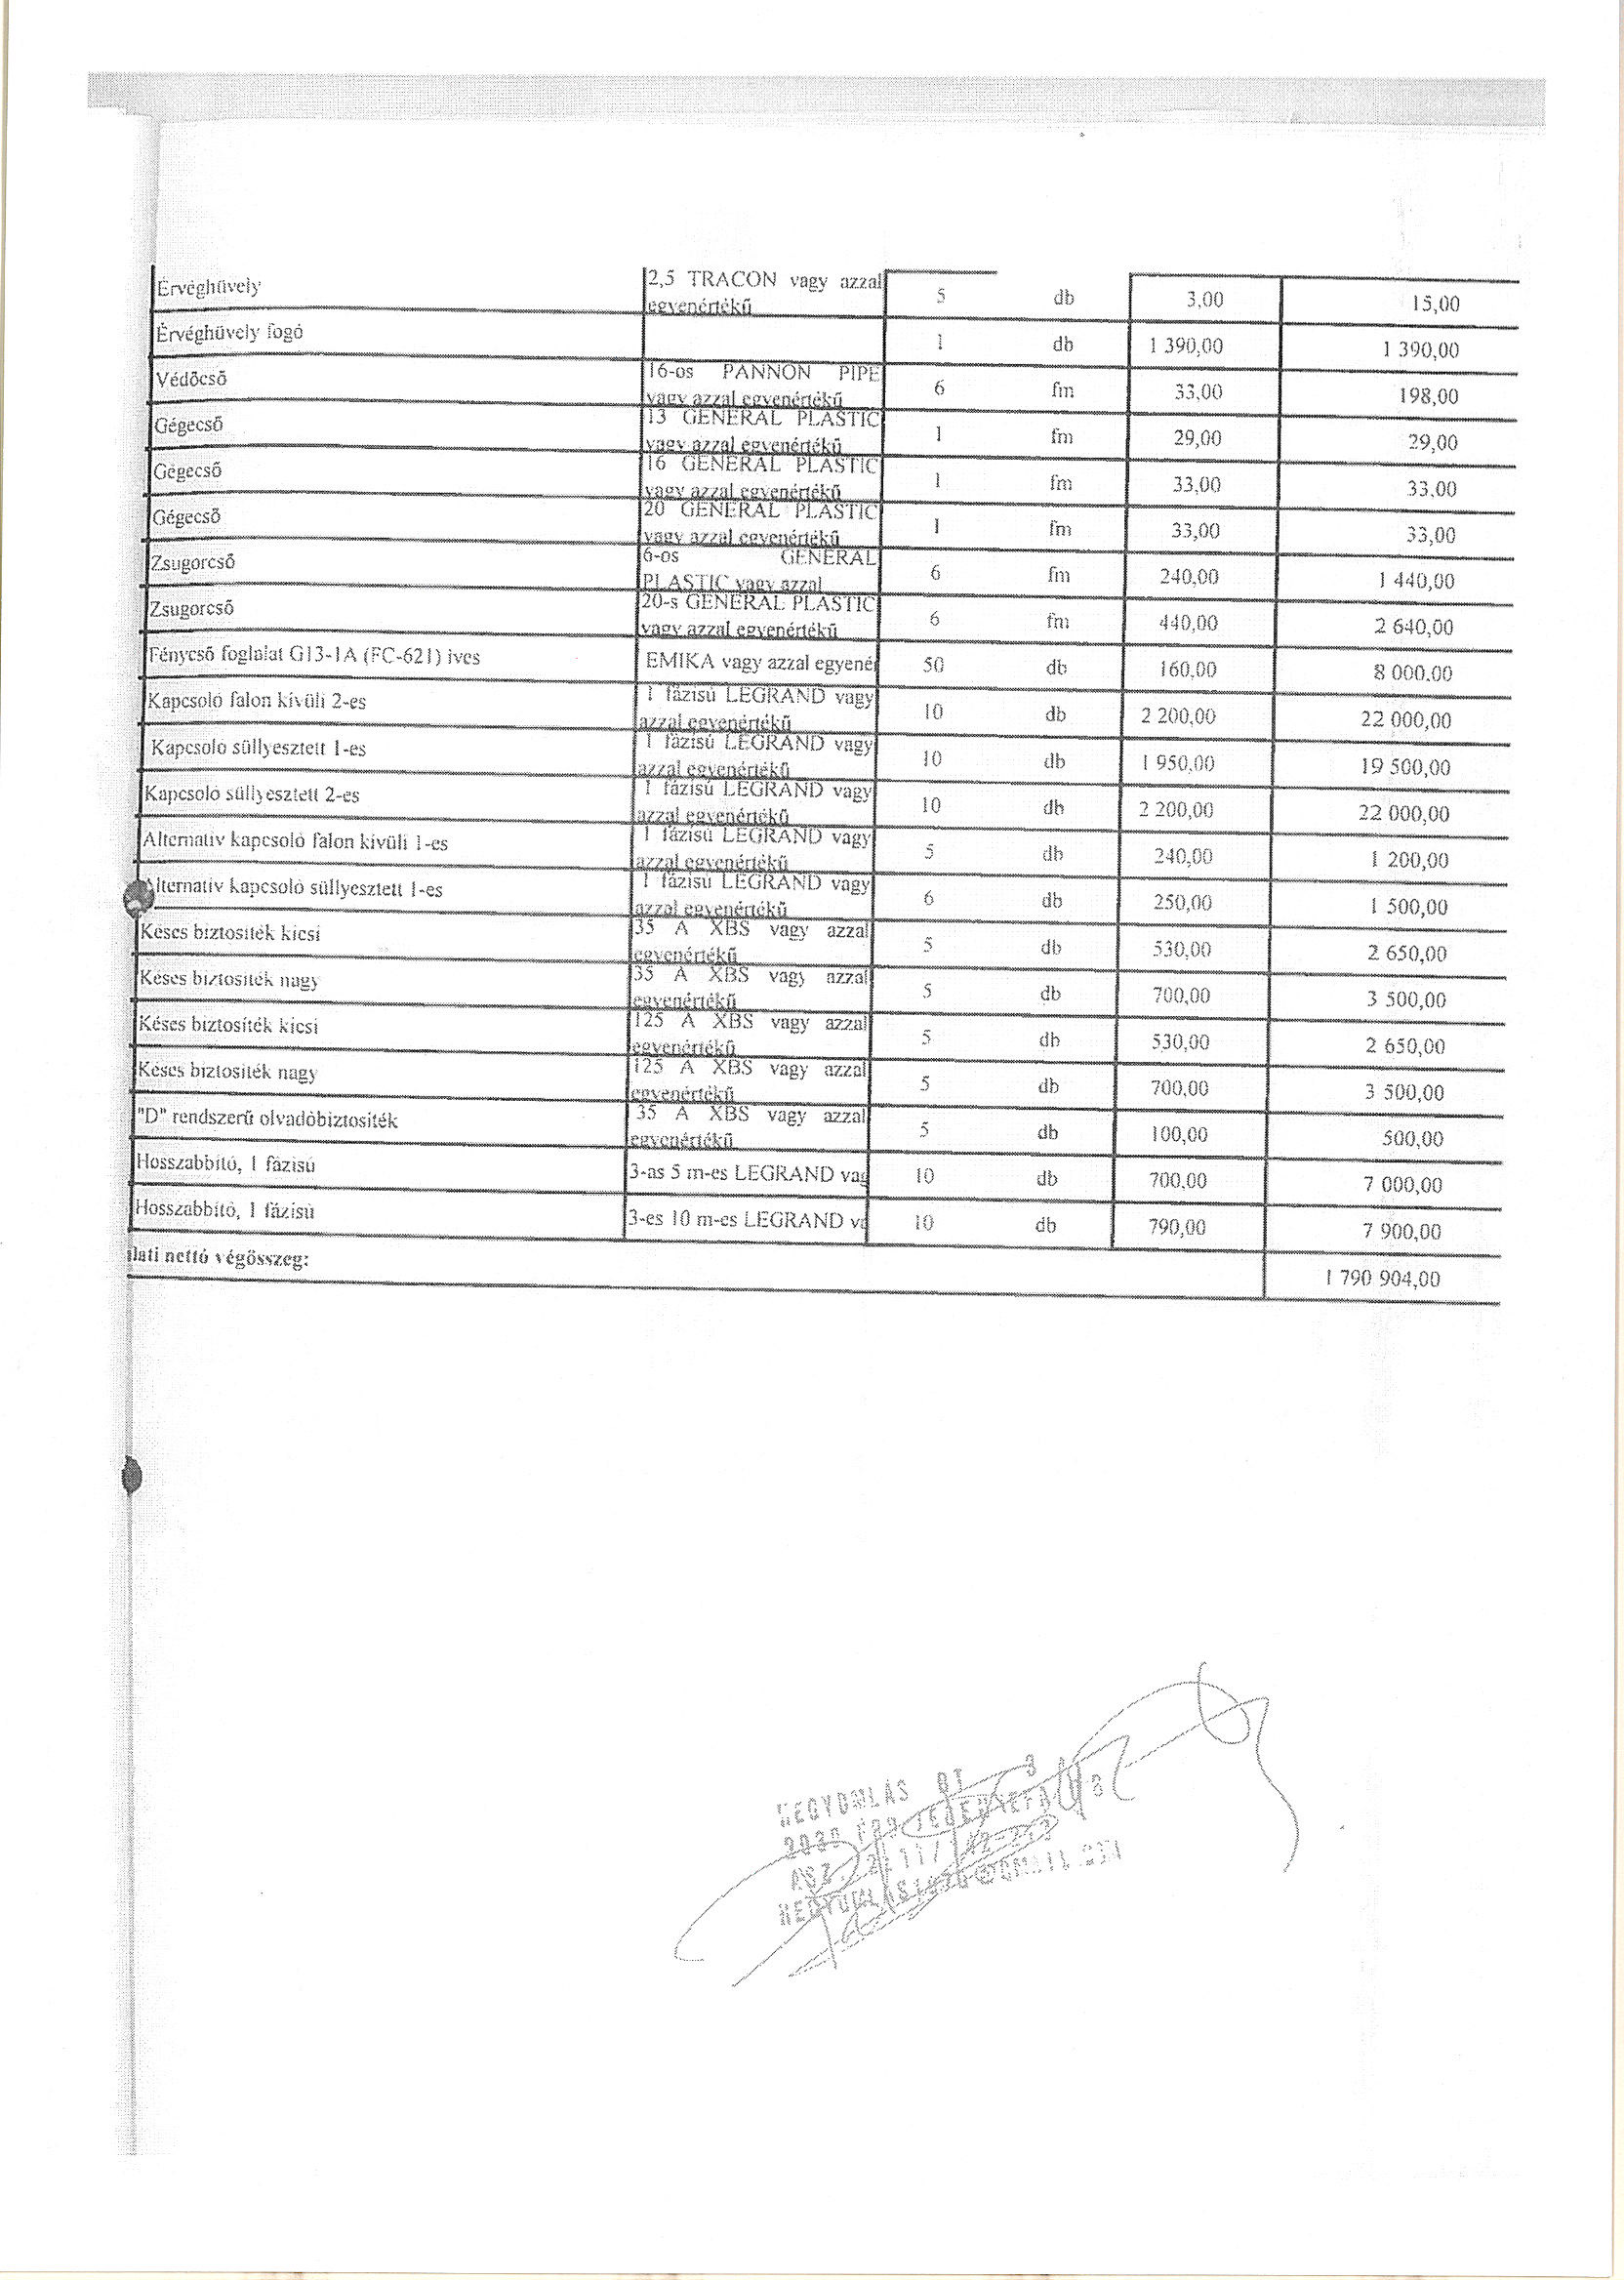 Érvéghüvely 2,5 TRACON vagy azzal egyenértékű 5 db 3,00 15,00
Érvéghüvely fogó 1 db 1 390,00 1 390,00
Védőcső 16-os PANNON PIPE vagy azzal egyenértékű 6 fm 33,00 198,00
Gégecső 13 GENERAL PLASTIC vagy azzal egyenértékű 1 fm 29,00 29,00
Gégecső 16 GENERAL PLASTIC vagy azzal egyenértékű 1 fm 33,00 33,00
Gégecső 20 GENERAL PLASTIC vagy azzal egyenértékű 1 fm 33,00 33,00
Zsugorcső 6-os GENERAL PLASTIC vagy azzal 6 fm 240,00 1 440,00
Zsugorcső 20-s GENERAL PLASTIC vagy azzal egyenértékű 6 fm 440,00 2 640,00
Fénycső foglalat G13-1A (FC-621) íves EMIKA vagy azzal egyené 50 db 160,00 8 000,00
Kapcsoló falon kívüli 2-es 1 fázisú LEGRAND vagy azzal egyenértékű 10 db 2 200,00 22 000,00
Kapcsoló süllyesztett 1-es 1 fázisú LEGRAND vagy azzal egyenértékű 10 db 1 950,00 19 500,00
Kapcsoló süllyesztett 2-es 1 fázisú LEGRAND vagy azzal egyenértékű 10 db 2 200,00 22 000,00
Alternatív kapcsoló falon kívüli 1-es 1 fázisú LEGRAND vagy azzal egyenértékű 5 db 240,00 1 200,00
Alternatív kapcsoló süllyesztett 1-es 1 fázisú LEGRAND vagy azzal egyenértékű 6 db 250,00 1 500,00
Késes biztosíték kicsi 35 A XBS vagy azzal egyenértékű 5 db 530,00 2 650,00
Késes biztosíték nagy 35 A XBS vagy azzal egyenértékű 5 db 700,00 3 500,00
Késes biztosíték kicsi 125 A XBS vagy azzal egyenértékű 5 db 530,00 2 650,00
Késes biztosíték nagy 125 A XBS vagy azzal egyenértékű 5 db 700,00 3 500,00
"D" rendszerű olvadóbiztosíték 35 A XBS vagy azzal egyenértékű 5 db 100,00 500,00
Hosszabbító, 1 fázisú 3-as 5 m-es LEGRAND vag 10 db 700,00 7 000,00
Hosszabbító, 1 fázisú 3-es 10 m-es LEGRAND va 10 db 790,00 7 900,00
lati nettó végösszeg: 1 790 904,00